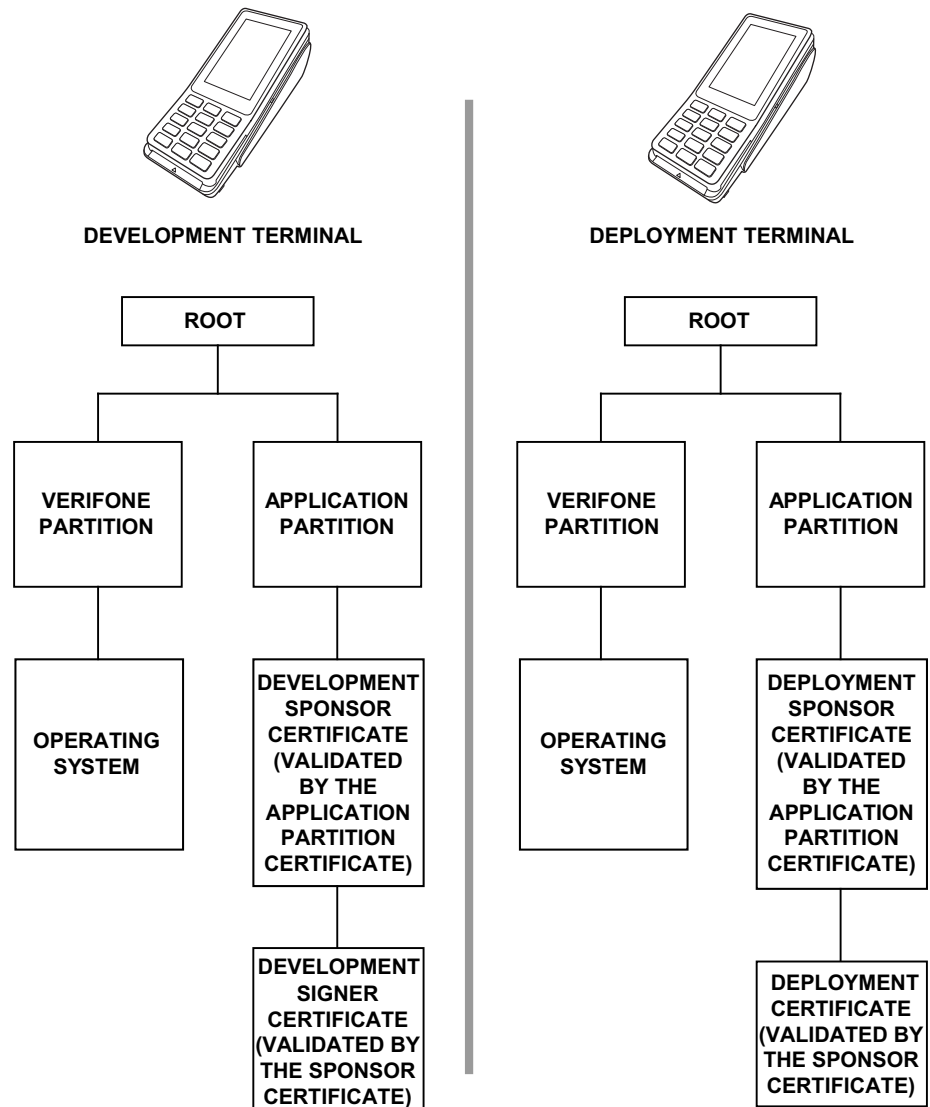 DEVELOPMENT TERMINAL
ROOT
VERIFONE
PARTITION
APPLICATION
PARTITION
OPERATING
SYSTEM
DEVELOPMENT
SPONSOR
CERTIFICATE
(VALIDATED
BY THE
APPLICATION
PARTITION
CERTIFICATE)
DEVELOPMENT
SIGNER
CERTIFICATE
(VALIDATED BY
THE SPONSOR
CERTIFICATE)
DEPLOYMENT TERMINAL
ROOT
VERIFONE
PARTITION
APPLICATION
PARTITION
OPERATING
SYSTEM
DEPLOYMENT
SPONSOR
CERTIFICATE
(VALIDATED
BY THE
APPLICATION
PARTITION
CERTIFICATE)
DEPLOYMENT
CERTIFICATE
(VALIDATED BY
THE SPONSOR
CERTIFICATE)